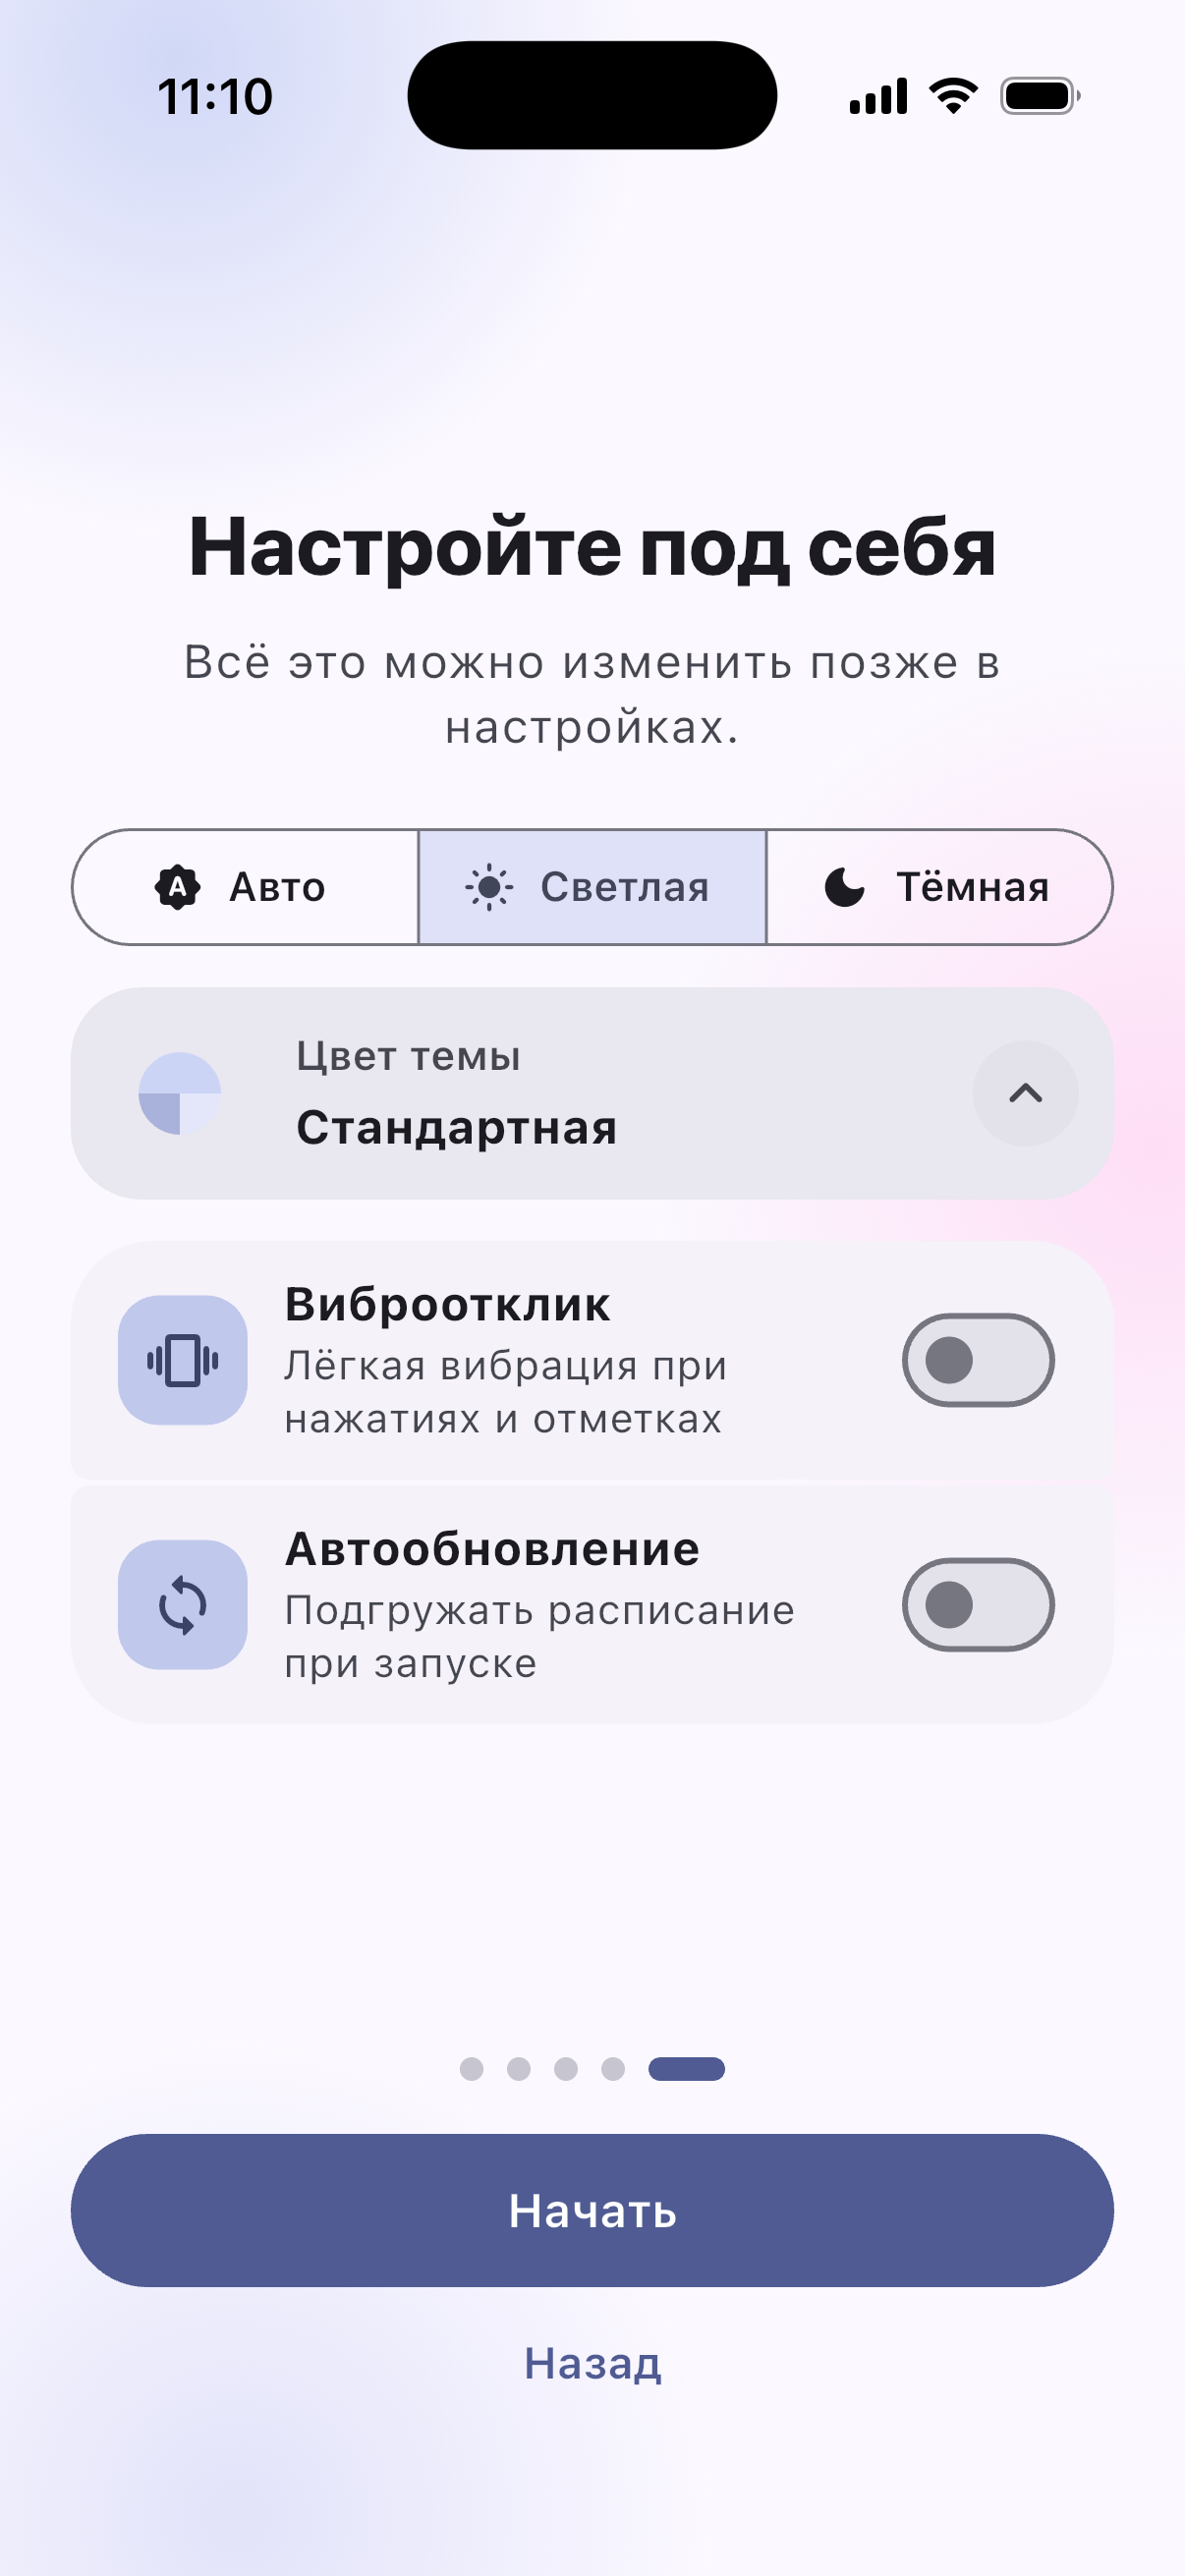 11:10
Настройте под себя
Всё это можно изменить позже в
настройках.
Авто
Светлая
Тёмная
Цвет темы
Стандартная
Виброотклик
Лёгкая вибрация при
нажатиях и отметках
Автообновление
Подгружать расписание
при запуске
Начать
Назад